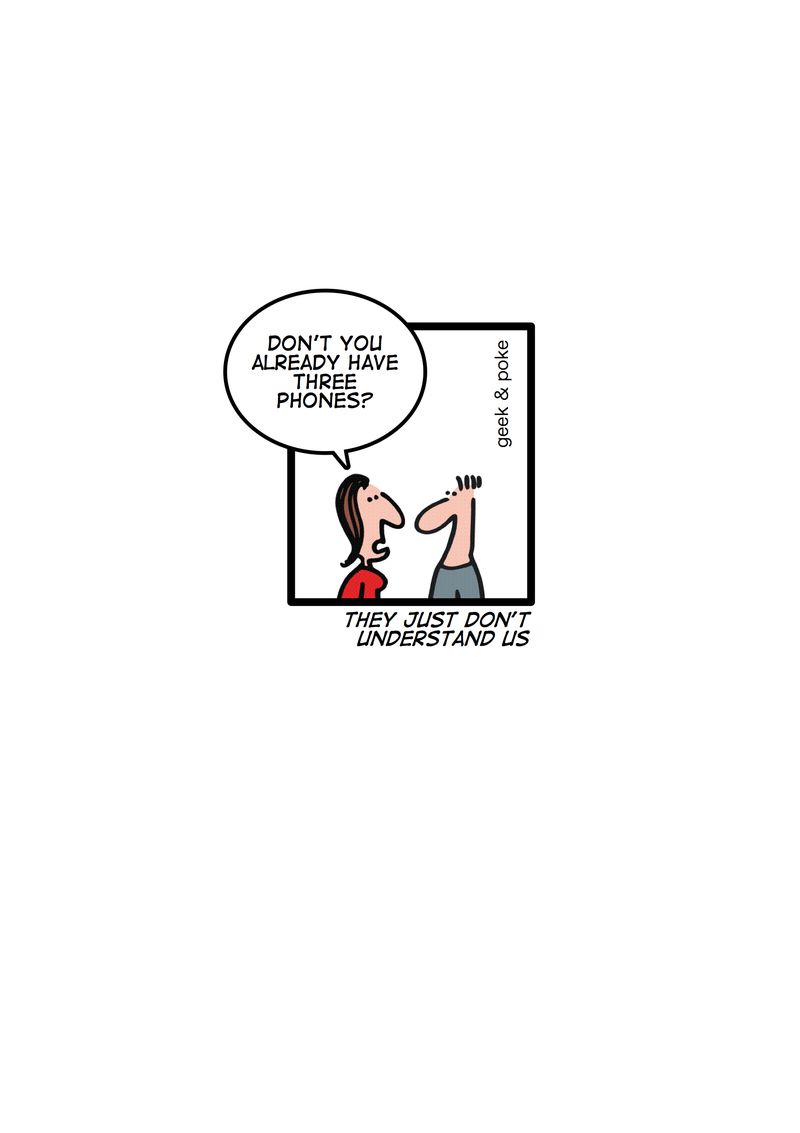 DON'T YOU
ALREADY HAVE
THREE
PHONES?
geek & poke
THEY JUST DON'T
UNDERSTAND US